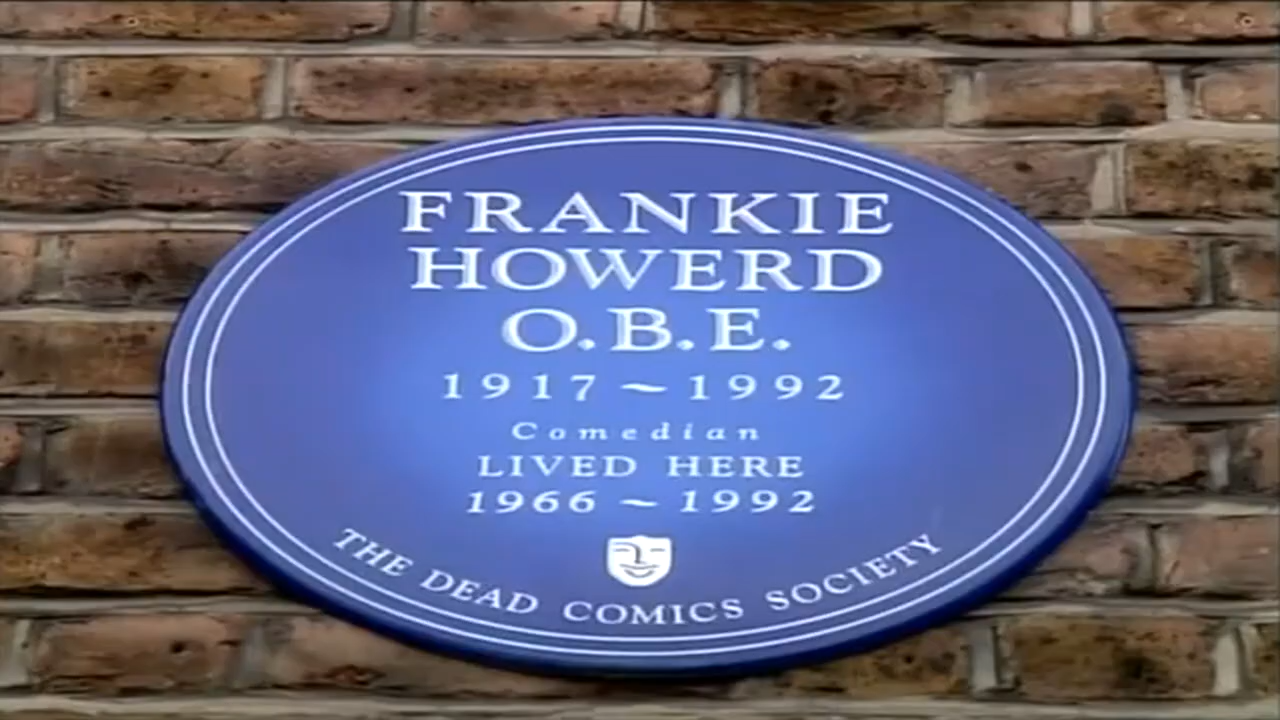 FRANKIE
HOWERD
O.B.E.
1917 ~ 1992
Comedian
LIVED HERE
1966 ~ 1992
THE DEAD COMICS SOCIETY